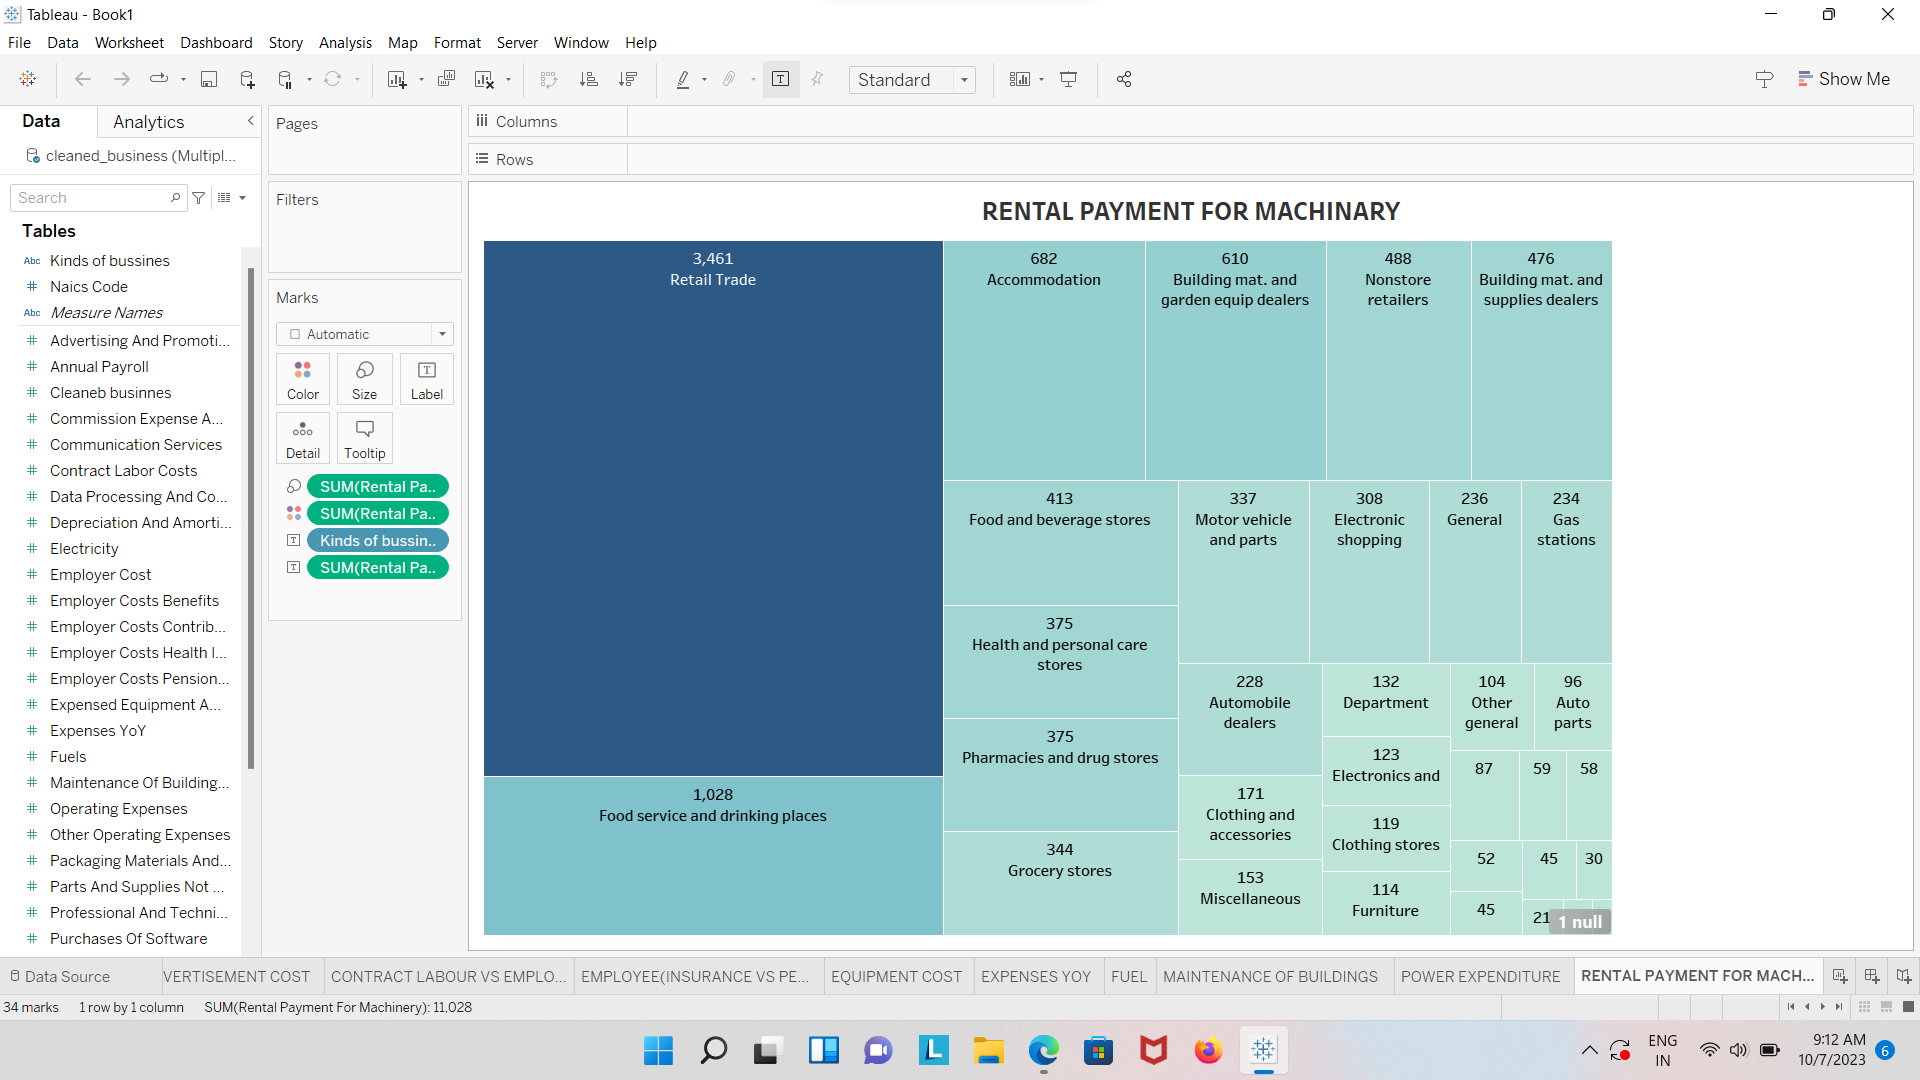 Tableau - Book1
File Data Worksheet Dashboard Story Analysis Map Format Server Window Help
Standard
Show Me
Data
Analytics
cleaned_business (Multipl...
Search
Tables
Abc Kinds of bussines
# Naics Code
Abc Measure Names
# Advertising And Promoti...
# Annual Payroll
# Cleaneb businnes
# Commission Expense A...
# Communication Services
# Contract Labor Costs
# Data Processing And Co...
# Depreciation And Amorti...
# Electricity
# Employer Cost
# Employer Costs Benefits
# Employer Costs Contrib...
# Employer Costs Health I...
# Employer Costs Pension...
# Expensed Equipment A...
# Expenses YoY
# Fuels
# Maintenance Of Building...
# Operating Expenses
# Other Operating Expenses
# Packaging Materials And...
# Parts And Supplies Not ...
# Professional And Techni...
# Purchases Of Software
Pages
Filters
Marks
Automatic
Color Size Label
Detail Tooltip
SUM(Rental Pa..
SUM(Rental Pa..
Kinds of bussin..
SUM(Rental Pa..
Columns
Rows
RENTAL PAYMENT FOR MACHINARY
3,461
Retail Trade
1,028
Food service and drinking places
682
Accommodation
610
Building mat. and
garden equip dealers
488
Nonstore
retailers
476
Building mat. and
supplies dealers
413
Food and beverage stores
375
Health and personal care
stores
375
Pharmacies and drug stores
344
Grocery stores
337
Motor vehicle
and parts
308
Electronic
shopping
236
General
234
Gas
stations
228
Automobile
dealers
171
Clothing and
accessories
153
Miscellaneous
132
Department
123
Electronics and
119
Clothing stores
114
Furniture
104
Other
general
96
Auto
parts
87
59
58
52
45
30
45
21
1 null
Data Source
VERTISEMENT COST
CONTRACT LABOUR VS EMPLO...
EMPLOYEE(INSURANCE VS PE...
EQUIPMENT COST
EXPENSES YOY
FUEL
MAINTENANCE OF BUILDINGS
POWER EXPENDITURE
RENTAL PAYMENT FOR MACH...
34 marks 1 row by 1 column SUM(Rental Payment For Machinery): 11,028
ENG
IN
9:12 AM
10/7/2023
6